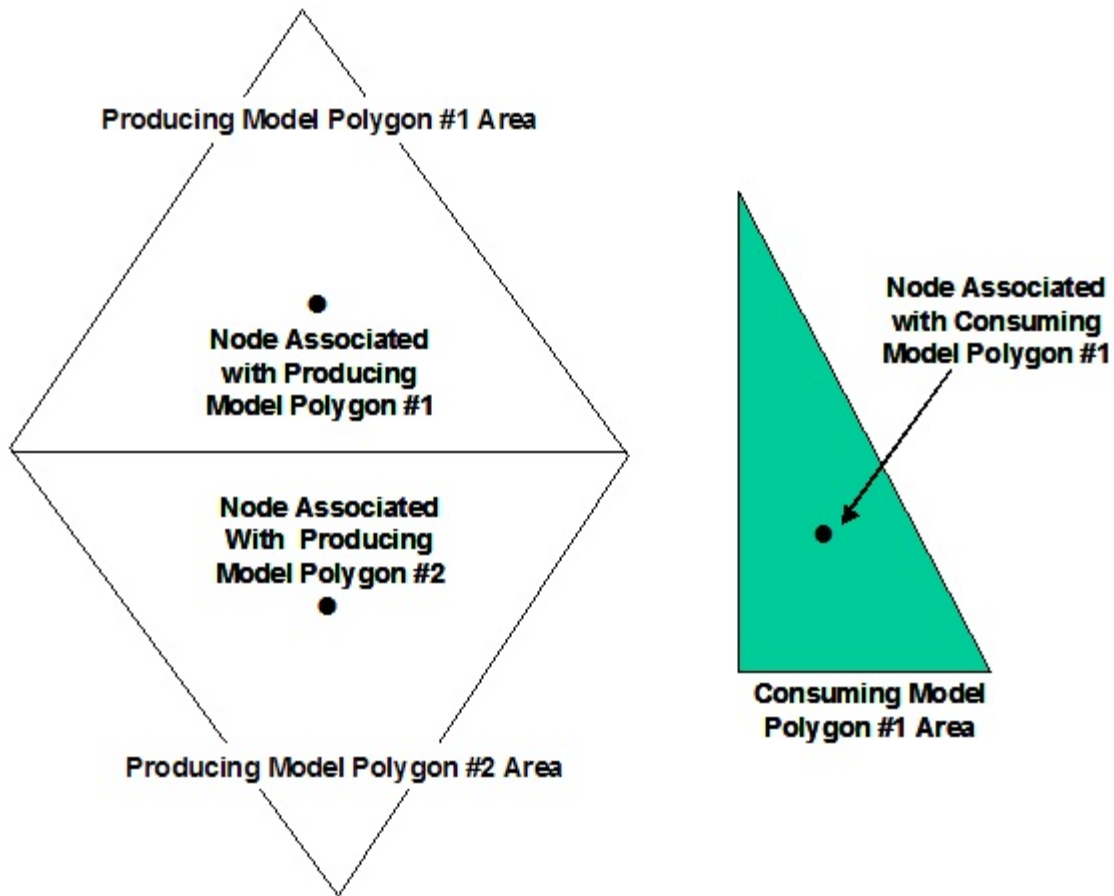 Producing Model Polygon #1 Area
Node Associated
with Producing
Model Polygon #1
Node Associated
With Producing
Model Polygon #2
Producing Model Polygon #2 Area
Node Associated
with Consuming
Model Polygon #1
Consuming Model
Polygon #1 Area